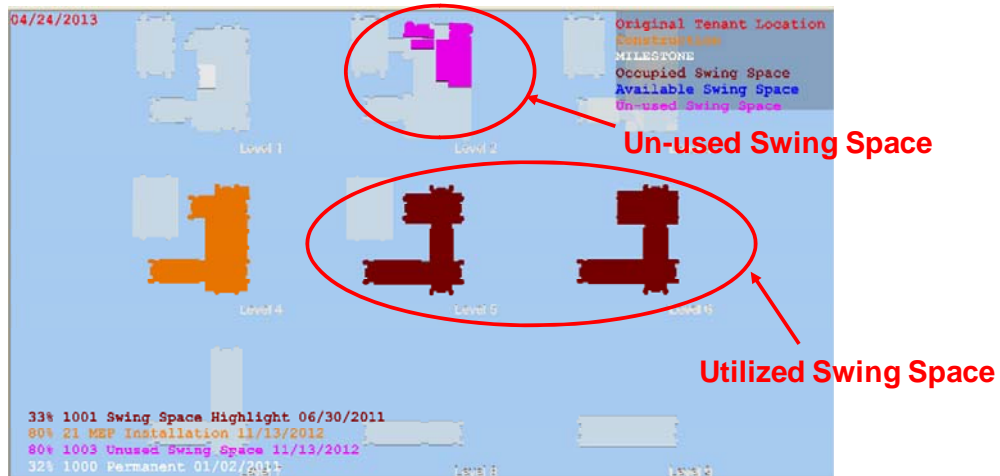 04/24/2013
Original Tenant Location
Construction
MILESTONE
Occupied Swing Space
Available Swing Space
Un-used Swing Space
Level 1
Level 2
Un-used Swing Space
Level 4
Level 5
Level 6
Utilized Swing Space
33% 1001 Swing Space Highlight 06/30/2011
80% 21 MEP Installation 11/13/2012
80% 1003 Unused Swing Space 11/13/2012
32% 1000 Permanent 01/02/2011
Level 8